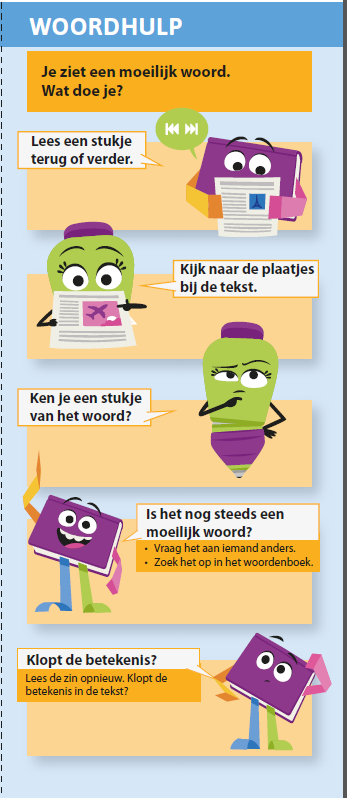 WOORDHULP
Je ziet een moeilijk woord.
Wat doe je?
Lees een stukje
terug of verder.
Kijk naar de plaatjes
bij de tekst.
Ken je een stukje
van het woord?
Is het nog steeds een
moeilijk woord?
• Vraag het aan iemand anders.
• Zoek het op in het woordenboek.
Klopt de betekenis?
Lees de zin opnieuw. Klopt de
betekenis in de tekst?